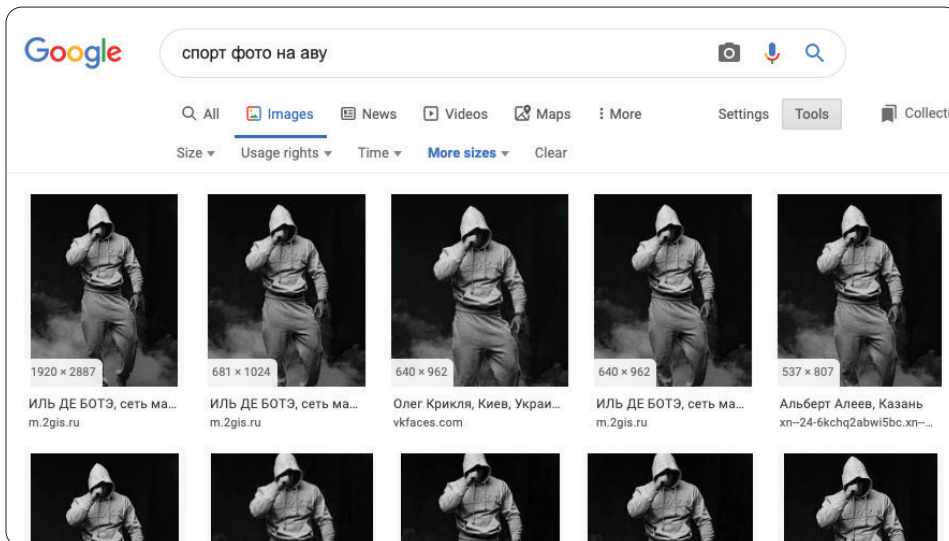 Google
спорт фото на аву
All Images News Videos Maps More Settings Tools Collecti
Size Usage rights Time More sizes Clear
1920 × 2887 681 × 1024 640 × 962 640 × 962 537 × 807
ИЛЬ ДЕ БОТЭ, сеть ма... ИЛЬ ДЕ БОТЭ, сеть ма... Олег Крикля, Киев, Украи... ИЛЬ ДЕ БОТЭ, сеть ма... Альберт Алеев, Казань
m.2gis.ru m.2gis.ru vkfaces.com m.2gis.ru xn--24-6kchq2abwi5bc.xn--...